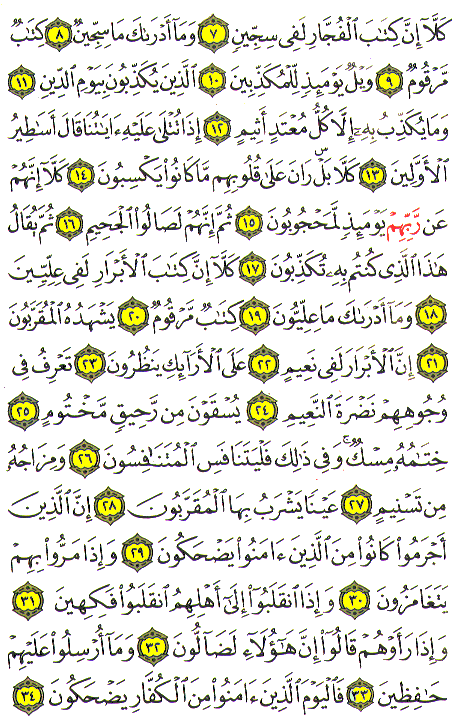 كَلَّآ إِنَّ كِتَٰبَ ٱلْفُجَّارِ لَفِى سِجِّينٍ ٧ وَمَآ أَدْرَىٰكَ مَا سِجِّينٌ ٨ كِتَٰبٌ
مَّرْقُومٌ ٩ وَيْلٌ يَوْمَئِذٍ لِّلْمُكَذِّبِينَ ١٠ ٱلَّذِينَ يُكَذِّبُونَ بِيَوْمِ ٱلدِّينِ ١١
وَمَا يُكَذِّبُ بِهِۦٓ إِلَّا كُلُّ مُعْتَدٍ أَثِيمٍ ١٢ إِذَا تُتْلَىٰ عَلَيْهِ ءَايَٰتُنَا قَالَ أَسَٰطِيرُ
ٱلْأَوَّلِينَ ١٣ كَلَّا بَلْ ۜ رَانَ عَلَىٰ قُلُوبِهِم مَّا كَانُوا۟ يَكْسِبُونَ ١٤ كَلَّآ إِنَّهُمْ
عَن رَّبِّهِمْ يَوْمَئِذٍ لَّمَحْجُوبُونَ ١٥ ثُمَّ إِنَّهُمْ لَصَالُوا۟ ٱلْجَحِيمِ ١٦ ثُمَّ يُقَالُ
هَٰذَا ٱلَّذِى كُنتُم بِهِۦ تُكَذِّبُونَ ١٧ كَلَّآ إِنَّ كِتَٰبَ ٱلْأَبْرَارِ لَفِى عِلِّيِّينَ
١٨ وَمَآ أَدْرَىٰكَ مَا عِلِّيُّونَ ١٩ كِتَٰبٌ مَّرْقُومٌ ٢٠ يَشْهَدُهُ ٱلْمُقَرَّبُونَ
٢١ إِنَّ ٱلْأَبْرَارَ لَفِى نَعِيمٍ ٢٢ عَلَى ٱلْأَرَآئِكِ يَنظُرُونَ ٢٣ تَعْرِفُ فِى
وُجُوهِهِمْ نَضْرَةَ ٱلنَّعِيمِ ٢٤ يُسْقَوْنَ مِن رَّحِيقٍ مَّخْتُومٍ ٢٥
خِتَٰمُهُۥ مِسْكٌ ۚ وَفِى ذَٰلِكَ فَلْيَتَنَافَسِ ٱلْمُتَنَٰفِسُونَ ٢٦ وَمِزَاجُهُۥ
مِن تَسْنِيمٍ ٢٧ عَيْنًا يَشْرَبُ بِهَا ٱلْمُقَرَّبُونَ ٢٨ إِنَّ ٱلَّذِينَ
أَجْرَمُوا۟ كَانُوا۟ مِنَ ٱلَّذِينَ ءَامَنُوا۟ يَضْحَكُونَ ٢٩ وَإِذَا مَرُّوا۟ بِهِمْ
يَتَغَامَزُونَ ٣٠ وَإِذَا ٱنقَلَبُوٓا۟ إِلَىٰٓ أَهْلِهِمُ ٱنقَلَبُوا۟ فَكِهِينَ ٣١
وَإِذَا رَأَوْهُمْ قَالُوٓا۟ إِنَّ هَٰٓؤُلَآءِ لَضَآلُّونَ ٣٢ وَمَآ أُرْسِلُوا۟ عَلَيْهِمْ
حَٰفِظِينَ ٣٣ فَٱلْيَوْمَ ٱلَّذِينَ ءَامَنُوا۟ مِنَ ٱلْكُفَّارِ يَضْحَكُونَ ٣٤